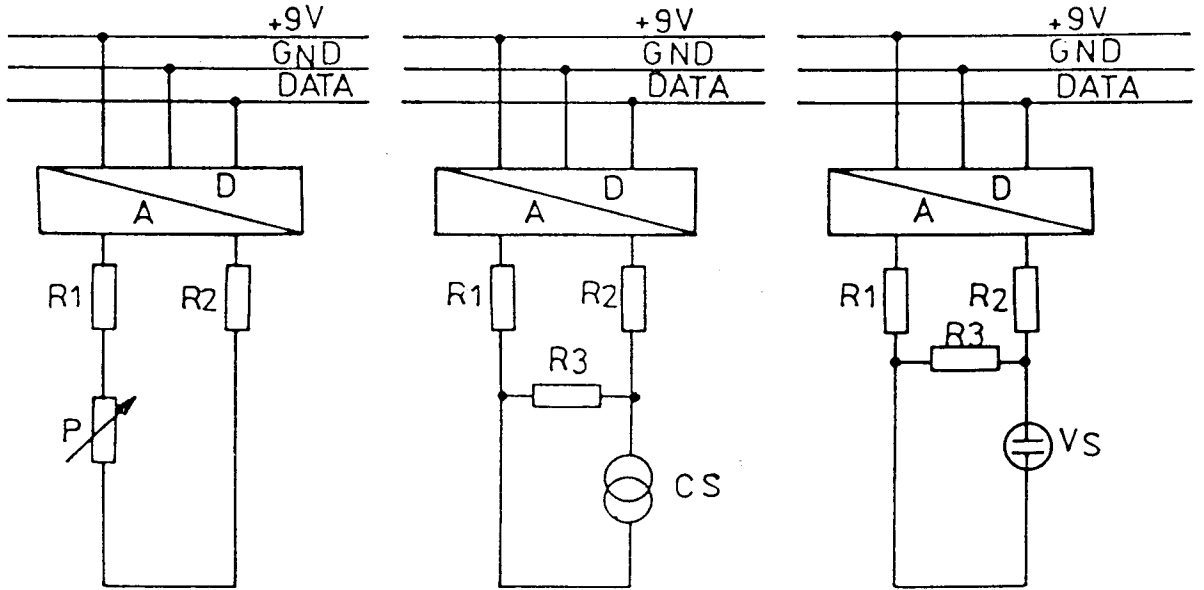 +9V
GND
DATA
D
A
R1
R2
P
+9V
GND
DATA
D
A
R1
R2
R3
CS
+9V
GND
DATA
D
A
R1
R2
R3
VS